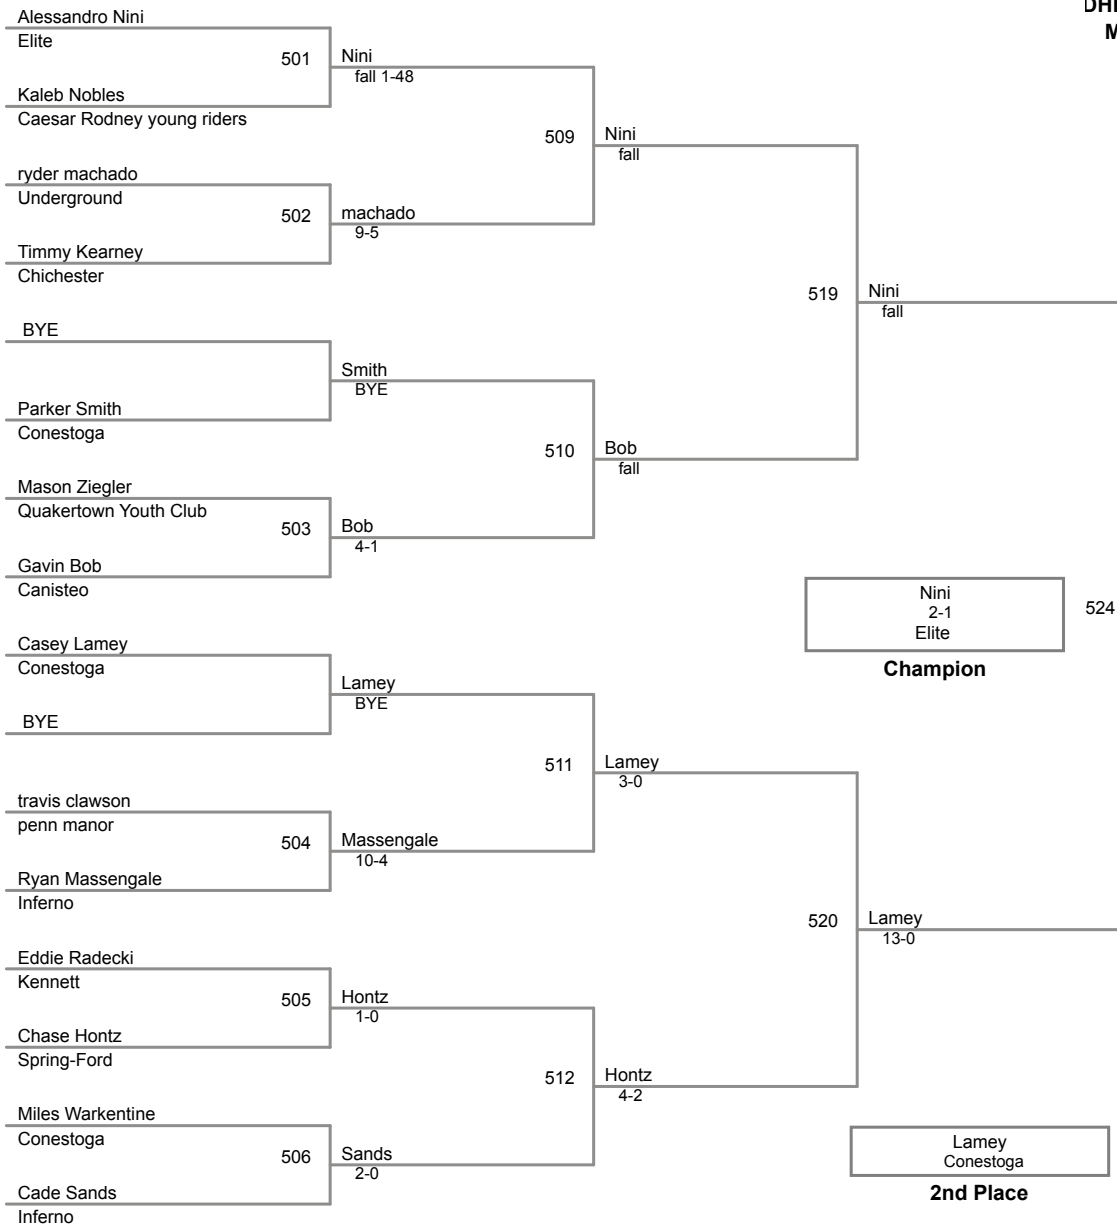 DHI
M
Alessandro Nini
Elite
501
Nini
fall 1-48
Kaleb Nobles
Caesar Rodney young riders
509
Nini
fall
ryder machado
Underground
502
machado
9-5
Timmy Kearney
Chichester
519
Nini
fall
BYE
Smith
BYE
Parker Smith
Conestoga
510
Bob
fall
Mason Ziegler
Quakertown Youth Club
503
Bob
4-1
Gavin Bob
Canisteo
Nini
2-1
Elite
524
Champion
Casey Lamey
Conestoga
Lamey
BYE
BYE
511
Lamey
3-0
travis clawson
penn manor
504
Massengale
10-4
Ryan Massengale
Inferno
520
Lamey
13-0
Eddie Radecki
Kennett
505
Hontz
1-0
Chase Hontz
Spring-Ford
512
Hontz
4-2
Miles Warkentine
Conestoga
506
Sands
2-0
Cade Sands
Inferno
Lamey
Conestoga
2nd Place